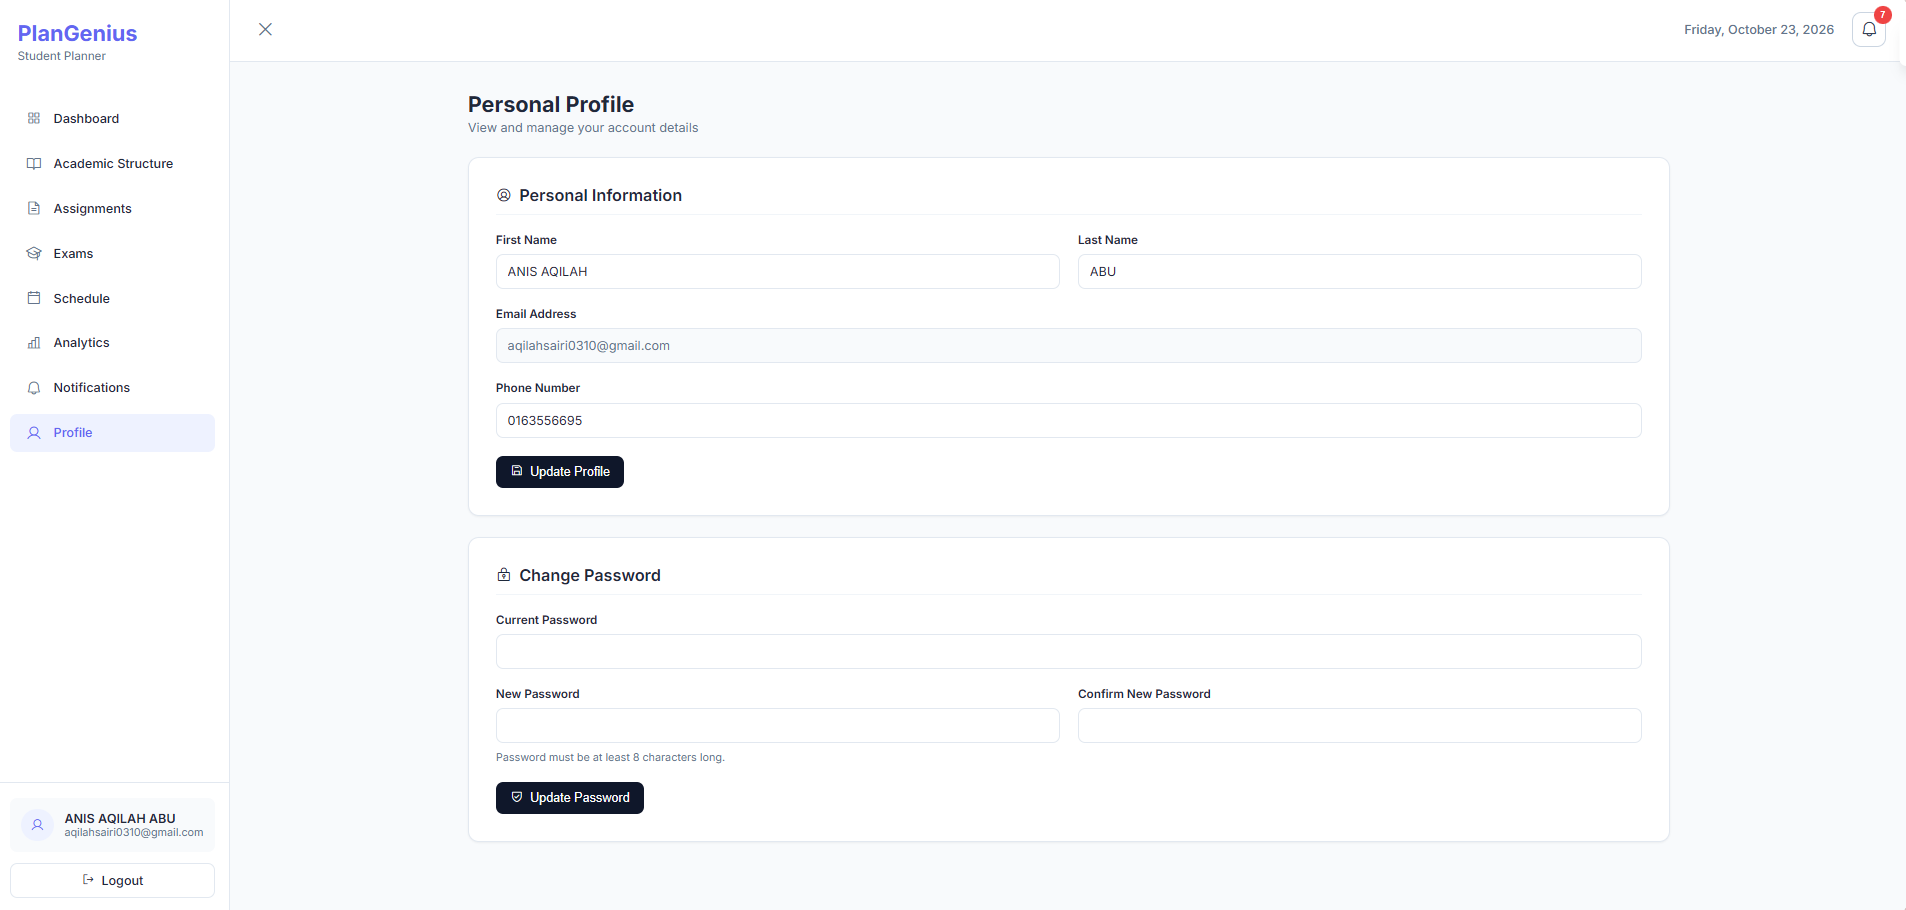 PlanGenius
Student Planner
Friday, October 23, 2026
7
Dashboard
Academic Structure
Assignments
Exams
Schedule
Analytics
Notifications
Profile
ANIS AQILAH ABU
aqilahsairi0310@gmail.com
Logout
Personal Profile
View and manage your account details
Personal Information
First Name
Last Name
ANIS AQILAH
ABU
Email Address
aqilahsairi0310@gmail.com
Phone Number
0163556695
Update Profile
Change Password
Current Password
New Password
Confirm New Password
Password must be at least 8 characters long.
Update Password